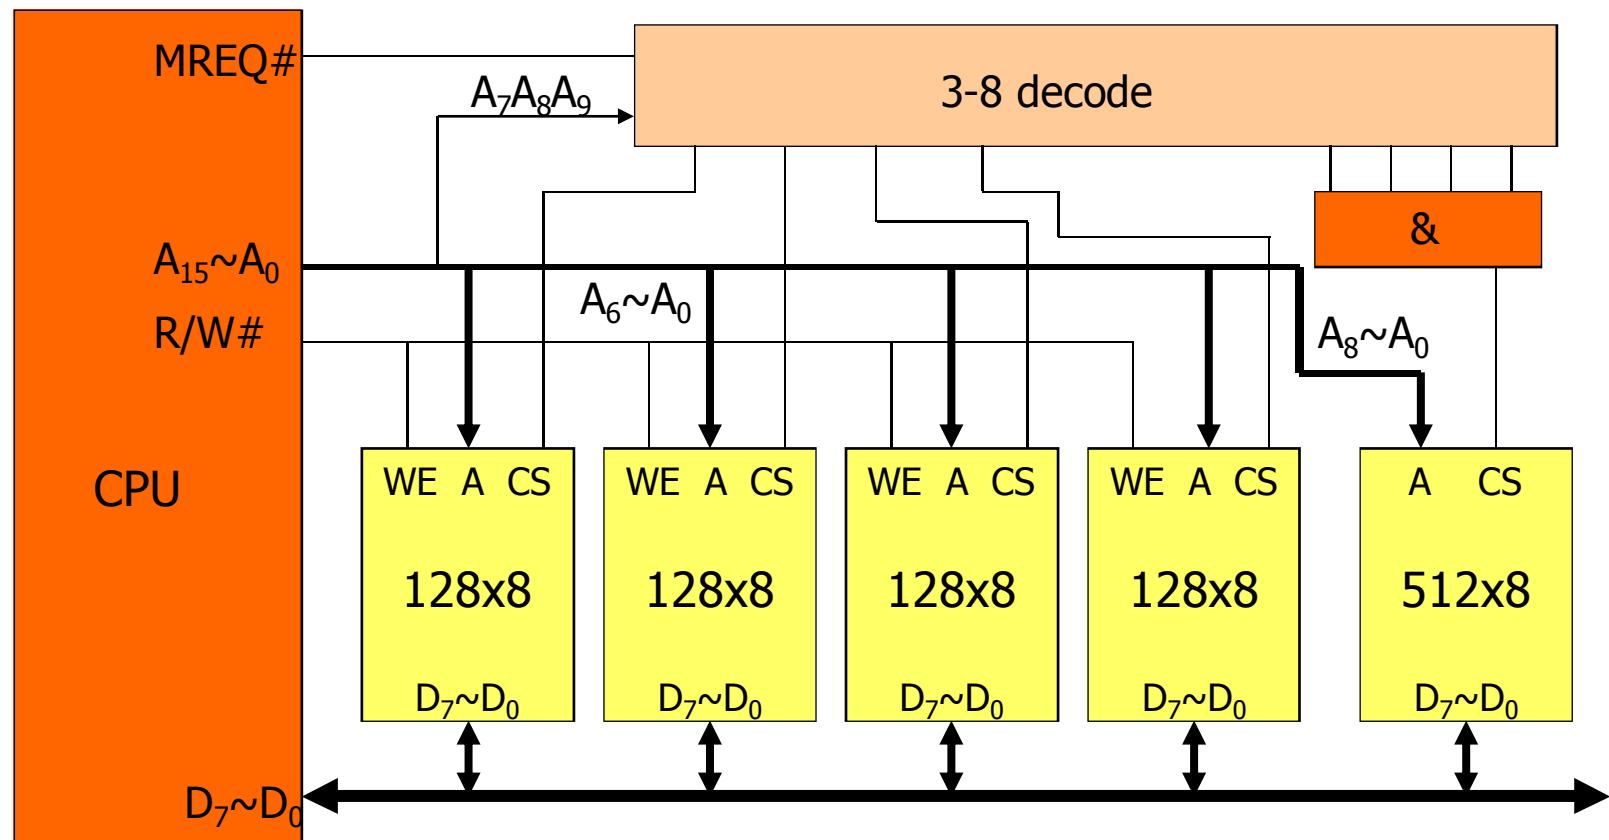 MREQ#
A₇A₈A₉
3-8 decode
&
A₁₅~A₀
A₆~A₀
R/W#
A₈~A₀
CPU
WE A CS
WE A CS
WE A CS
WE A CS
A CS
128x8
128x8
128x8
128x8
512x8
D₇~D₀
D₇~D₀
D₇~D₀
D₇~D₀
D₇~D₀
D₇~D₀